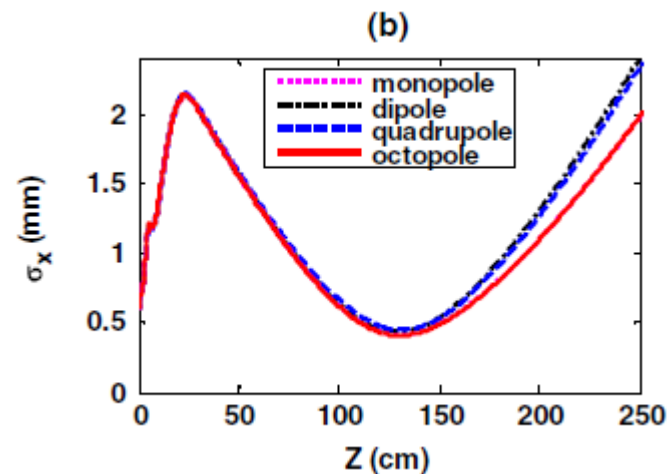 (b)
monopole
dipole
quadrupole
octopole
2
1.5
1
0.5
0
σx (mm)
0 50 100 150 200 250
Z (cm)